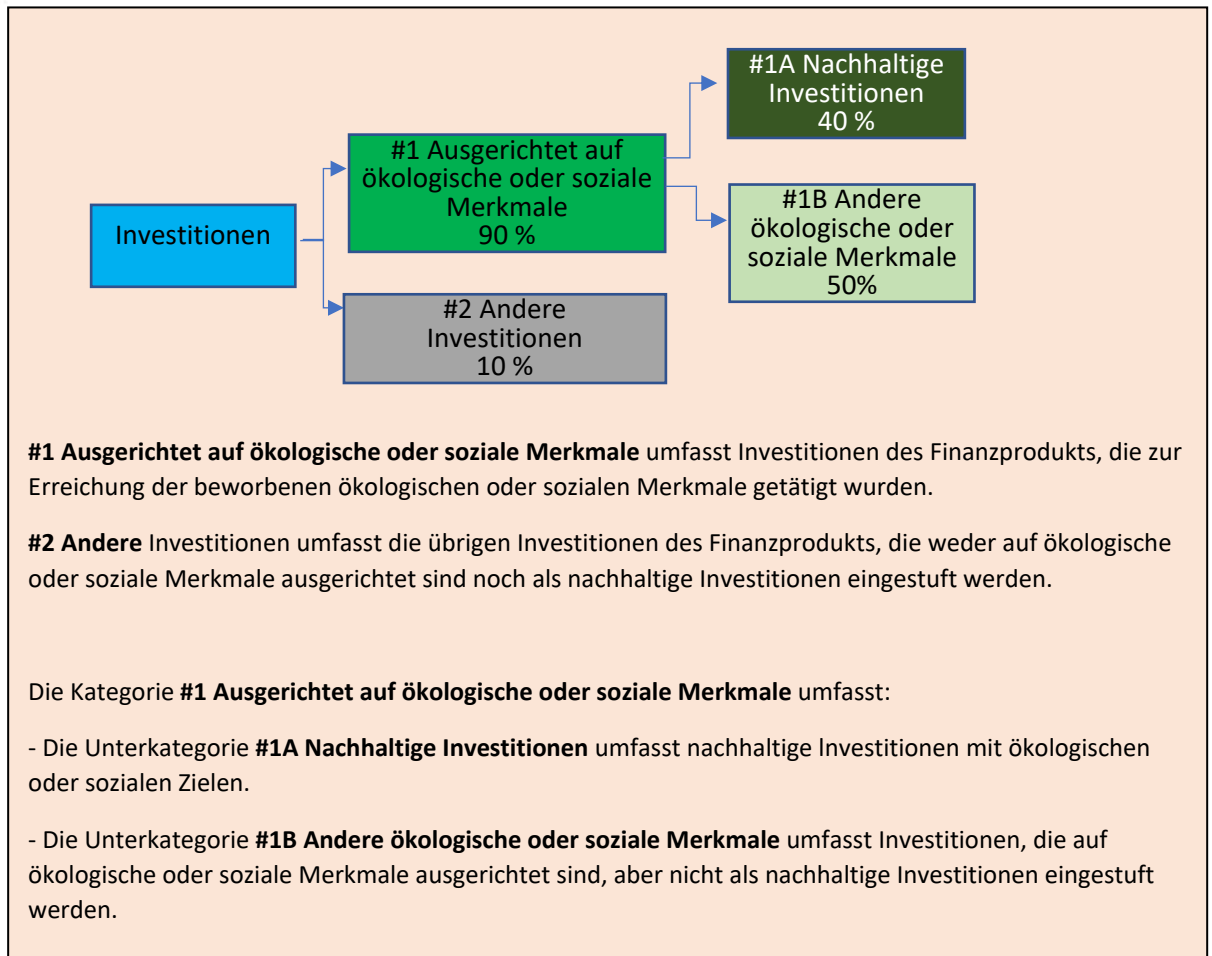 #1A Nachhaltige
Investitionen
40 %
#1 Ausgerichtet auf
ökologische oder soziale
Merkmale
90 %
#1B Andere
ökologische oder
soziale Merkmale
50%
Investitionen
#2 Andere
Investitionen
10 %
#1 Ausgerichtet auf ökologische oder soziale Merkmale umfasst Investitionen des Finanzprodukts, die zur
Erreichung der beworbenen ökologischen oder sozialen Merkmale getätigt wurden.
#2 Andere Investitionen umfasst die übrigen Investitionen des Finanzprodukts, die weder auf ökologische
oder soziale Merkmale ausgerichtet sind noch als nachhaltige Investitionen eingestuft werden.
Die Kategorie #1 Ausgerichtet auf ökologische oder soziale Merkmale umfasst:
- Die Unterkategorie #1A Nachhaltige Investitionen umfasst nachhaltige lnvestitionen mit ökologischen
oder sozialen Zielen.
- Die Unterkategorie #1B Andere ökologische oder soziale Merkmale umfasst Investitionen, die auf
ökologische oder soziale Merkmale ausgerichtet sind, aber nicht als nachhaltige Investitionen eingestuft
werden.